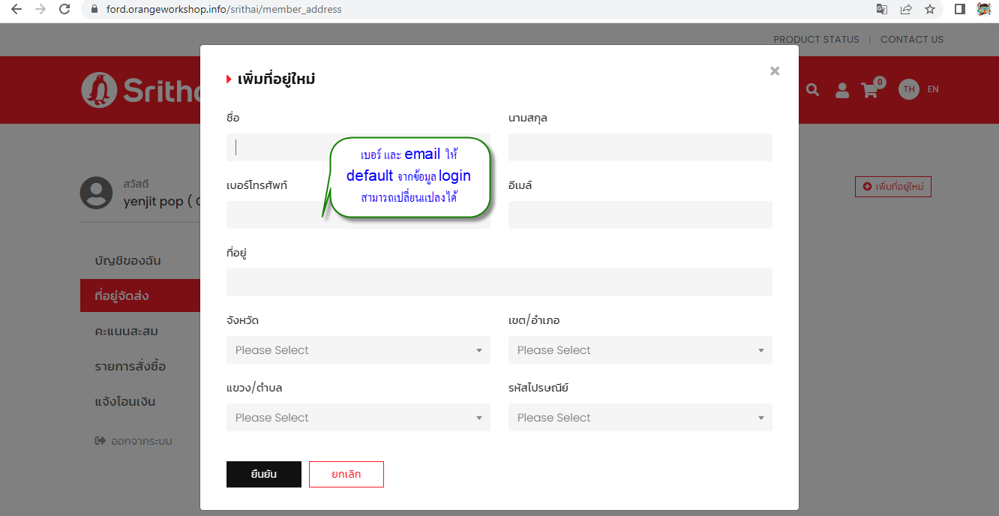 ford.orangeworkshop.info/srithai/member_address
PRODUCT STATUS | CONTACT US
Sritha
0
TH EN
เพิ่มที่อยู่ใหม่
×
ชื่อ
นามสกุล
เบอร์ และ email ให้
default จากข้อมูล login
สามารถเปลี่ยนแปลงได้
เบอร์โทรศัพท์
อีเมล์
ที่อยู่
จังหวัด
เขต/อำเภอ
Please Select
Please Select
แขวง/ตำบล
รหัสไปรษณีย์
Please Select
Please Select
ยืนยัน
ยกเลิก
สวัสดี
yenjit pop (
เพิ่มที่อยู่ใหม่
บัญชีของฉัน
ที่อยู่จัดส่ง
คะแนนสะสม
รายการสั่งซื้อ
แจ้งโอนเงิน
ออกจากระบบ